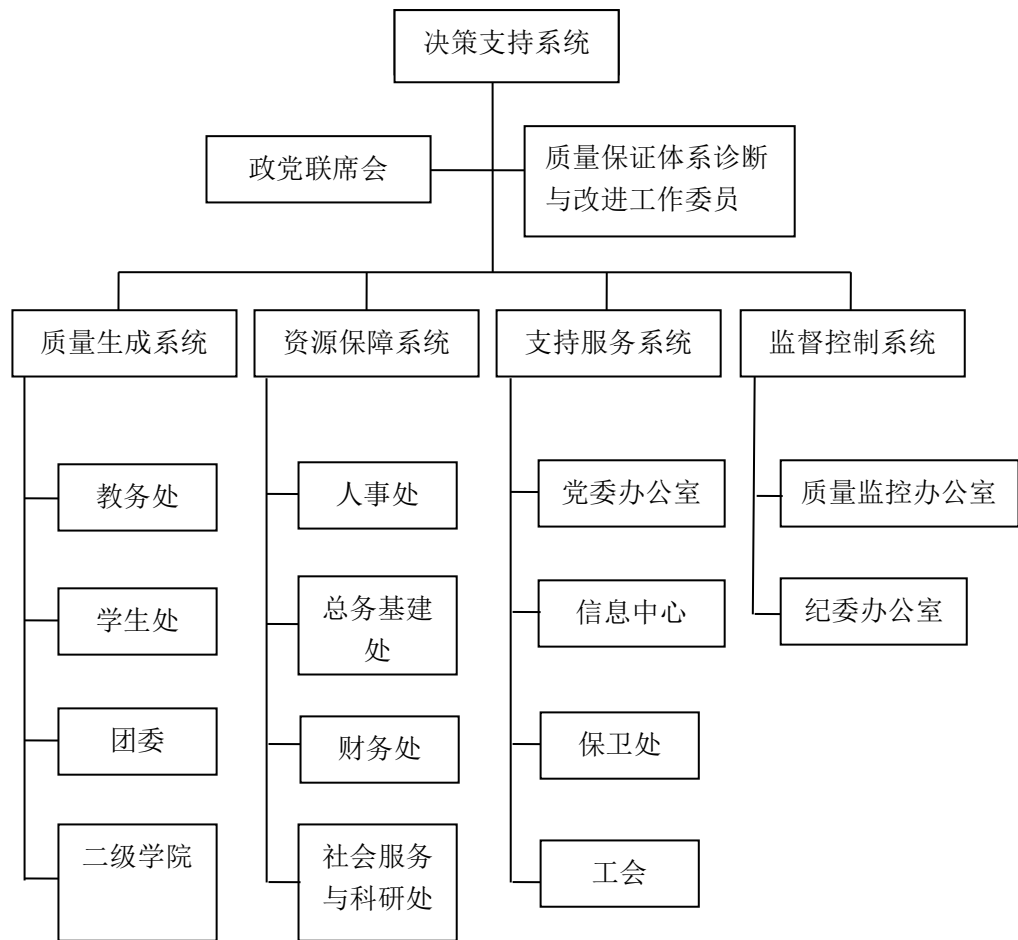 决策支持系统
政党联席会
质量保证体系诊断
与改进工作委员
质量生成系统
资源保障系统
支持服务系统
监督控制系统
教务处
人事处
党委办公室
质量监控办公室
学生处
总务基建
处
信息中心
纪委办公室
团委
财务处
保卫处
二级学院
社会服务
与科研处
工会